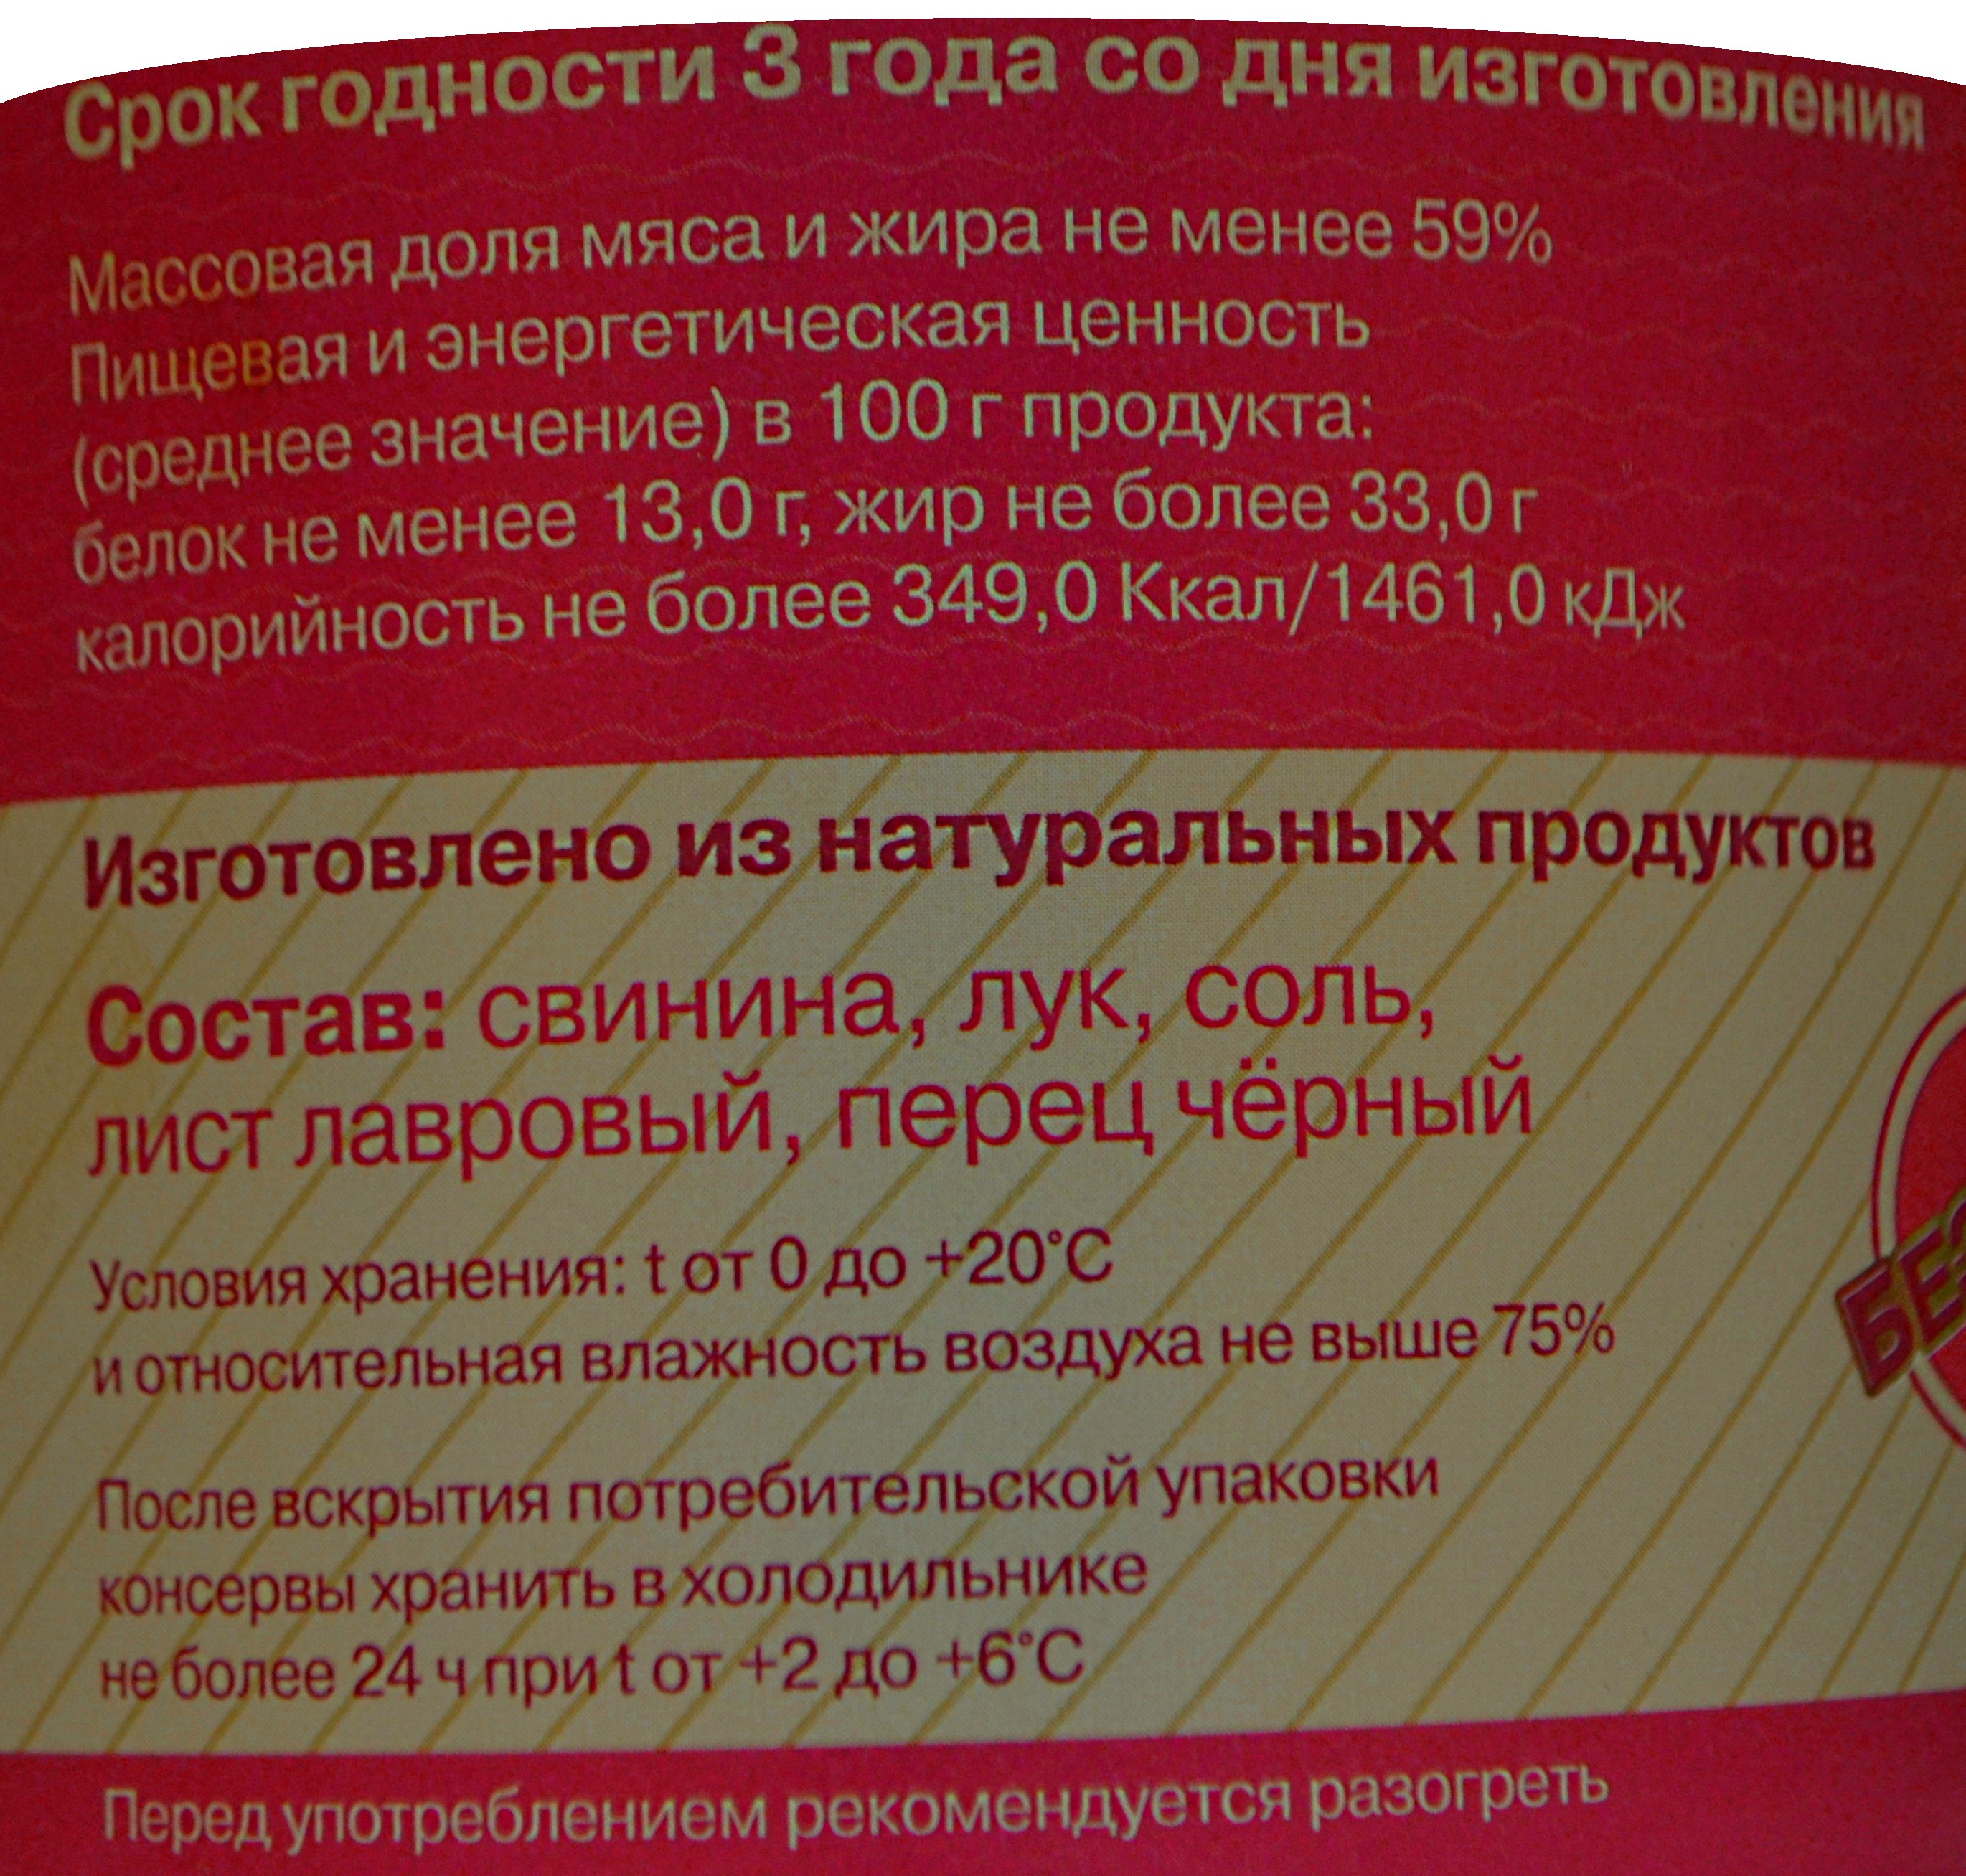 Срок годности 3 года со дня изготовления
Массовая доля мяса и жира не менее 59%
Пищевая и энергетическая ценность
(среднее значение) в 100 г продукта:
белок не менее 13,0 г, жир не более 33,0 г
калорийность не более 349,0 Ккал/1461,0 кДж
Изготовлено из натуральных продуктов
Состав: свинина, лук, соль,
лист лавровый, перец чёрный
Условия хранения: t от 0 до +20°C
и относительная влажность воздуха не выше 75%
После вскрытия потребительской упаковки
консервы хранить в холодильнике
не более 24 ч при t от +2 до +6°C
Перед употреблением рекомендуется разогреть